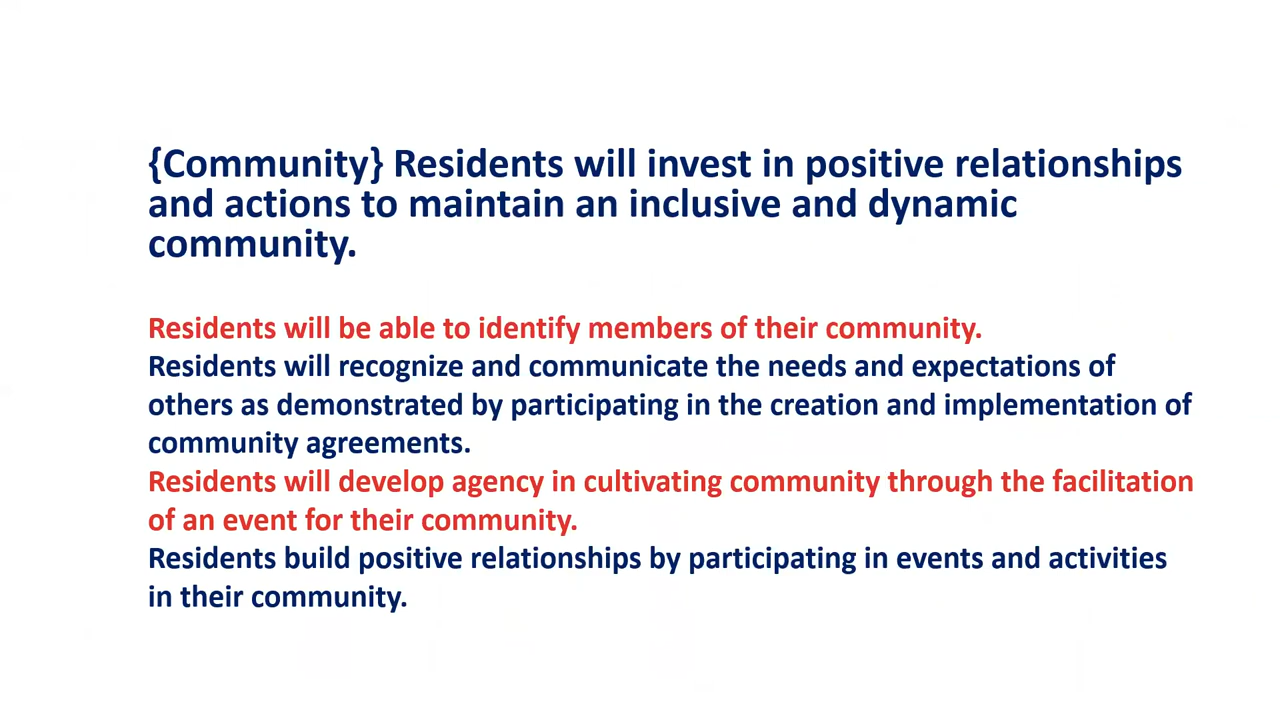 {Community} Residents will invest in positive relationships
and actions to maintain an inclusive and dynamic
community.
Residents will be able to identify members of their community.
Residents will recognize and communicate the needs and expectations of
others as demonstrated by participating in the creation and implementation of
community agreements.
Residents will develop agency in cultivating community through the facilitation
of an event for their community.
Residents build positive relationships by participating in events and activities
in their community.